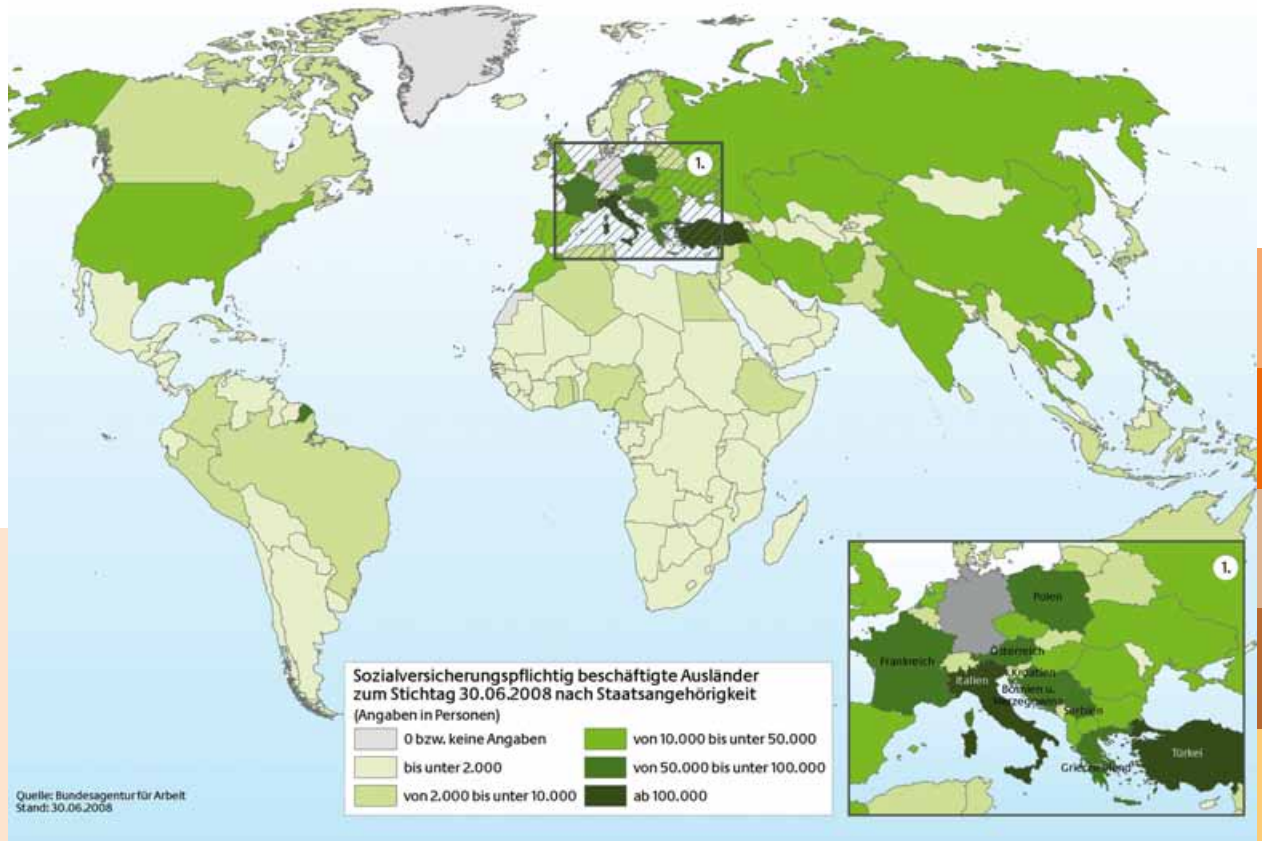 1.
1.
Polen
Österreich
Frankreich
Kroatien
Italien
Bosnien u.
Herzegowina
Serbien
Türkei
Griechenland
Sozialversicherungspflichtig beschäftigte Ausländer
zum Stichtag 30.06.2008 nach Staatsangehörigkeit
(Angaben in Personen)
0 bzw. keine Angaben
von 10.000 bis unter 50.000
bis unter 2.000
von 50.000 bis unter 100.000
von 2.000 bis unter 10.000
ab 100.000
Quelle: Bundesagentur für Arbeit
Stand: 30.06.2008